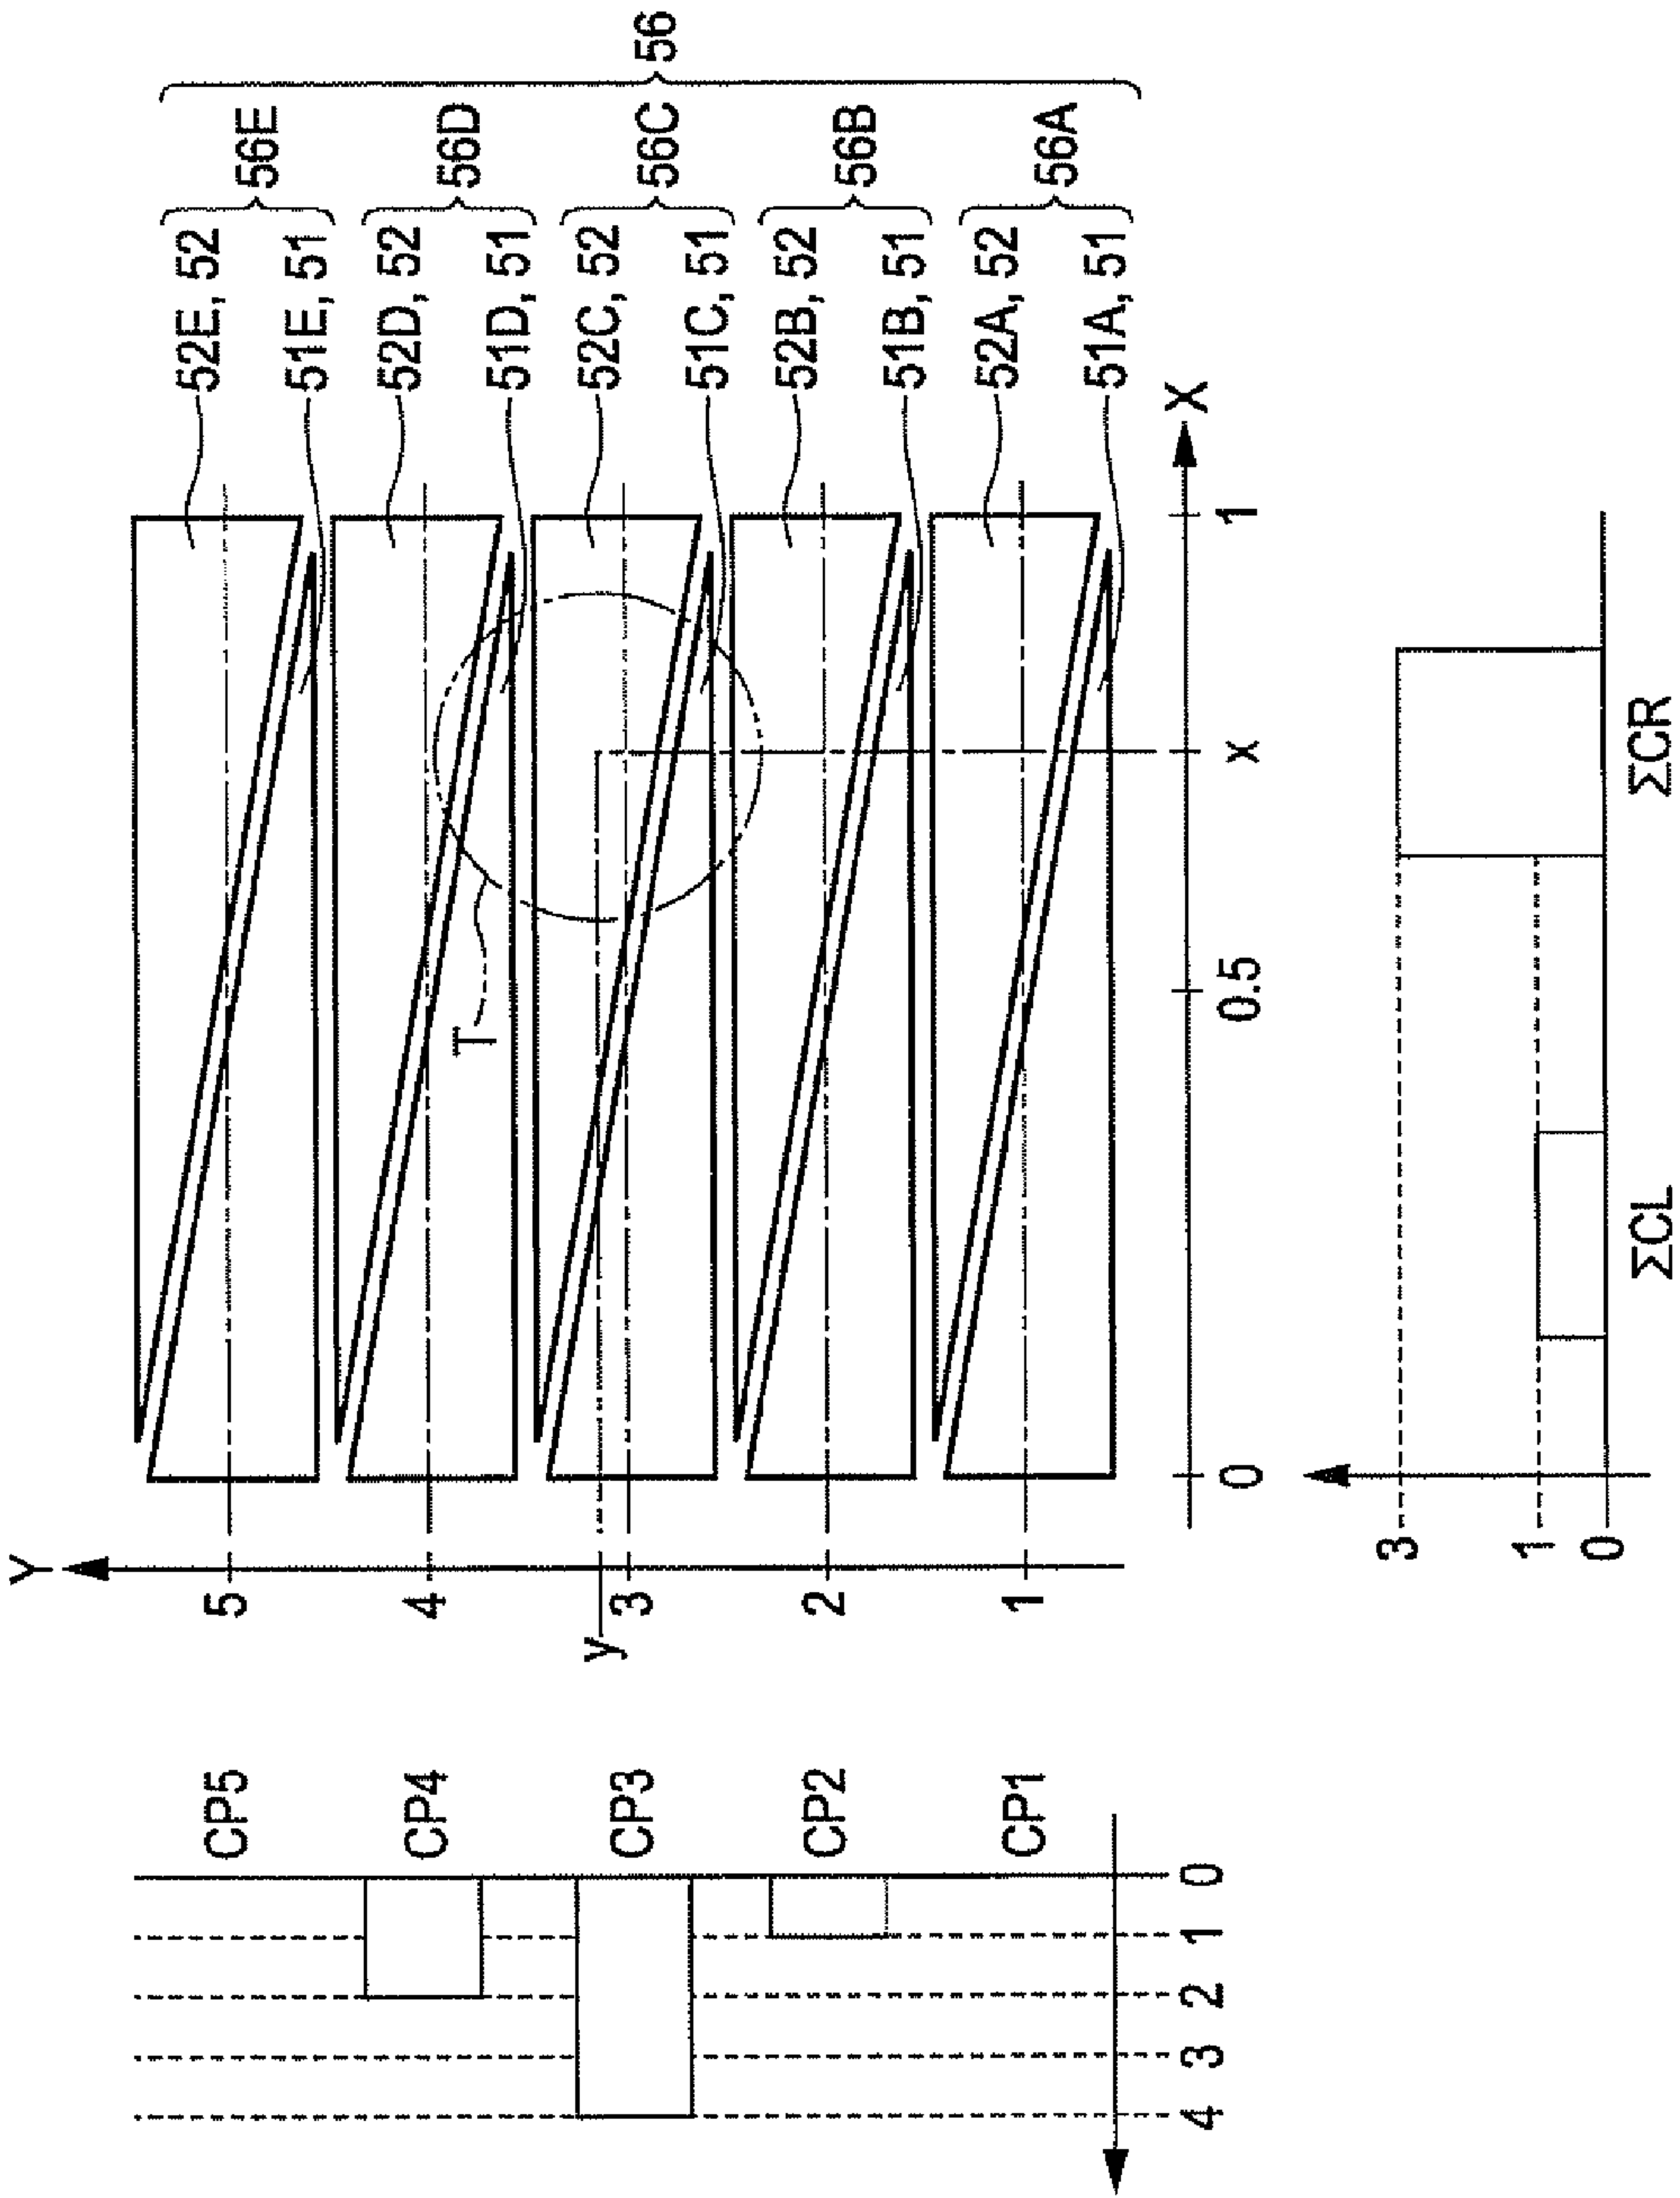 Y
5
4
y
3
2
1
52E, 52
51E, 51
56E
52D, 52
51D, 51
56D
52C, 52
51C, 51
56C
52B, 52
51B, 51
56B
52A, 52
51A, 51
56A
56
T
0
0.5
x
1
X
CP5
CP4
CP3
CP2
CP1
4
3
2
1
0
3
1
0
ΣCL
ΣCR